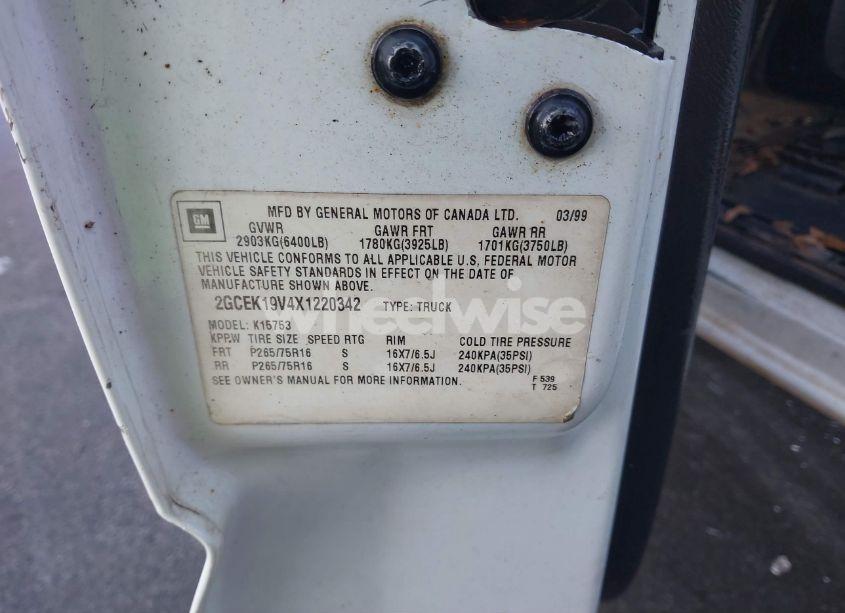 GM
MFD BY GENERAL MOTORS OF CANADA LTD. 03/99
GVWR GAWR FRT GAWR RR
2903KG(6400LB) 1780KG(3925LB) 1701KG(3750LB)
THIS VEHICLE CONFORMS TO ALL APPLICABLE U.S. FEDERAL MOTOR
VEHICLE SAFETY STANDARDS IN EFFECT ON THE DATE OF
MANUFACTURE SHOWN ABOVE.
2GCEK19V4X1220342 TYPE: TRUCK
wheelwise
MODEL: K15753
KPPW TIRE SIZE SPEED RTG RIM COLD TIRE PRESSURE
FRT P265/75R16 S 16X7/6.5J 240KPA(35PSI)
RR P265/75R16 S 16X7/6.5J 240KPA(35PSI)
SEE OWNER'S MANUAL FOR MORE INFORMATION.
F 539
T 725